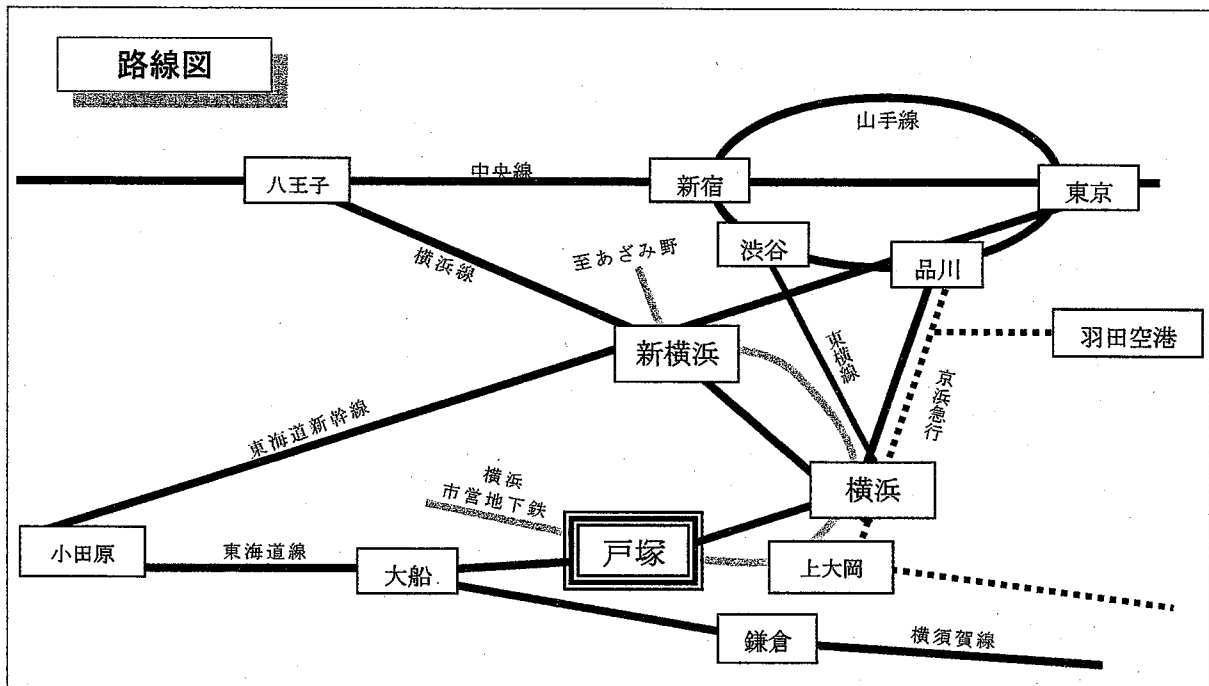 路線図
山手線
中央線
八王子
新宿
東京
渋谷
品川
横浜線
至あざみ野
新横浜
東横線
羽田空港
京浜急行
東海道新幹線
横浜
市営地下鉄
横浜
戸塚
小田原
東海道線
大船
上大岡
鎌倉
横須賀線